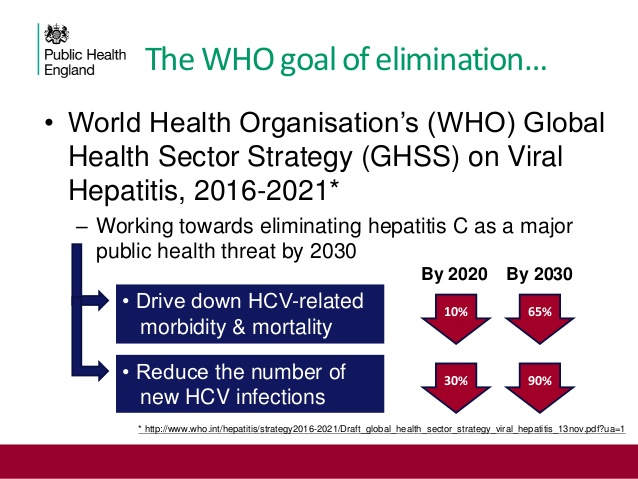 Public Health
England
The WHO goal of elimination...
• World Health Organisation's (WHO) Global
Health Sector Strategy (GHSS) on Viral
Hepatitis, 2016-2021*
– Working towards eliminating hepatitis C as a major
public health threat by 2030
By 2020 By 2030
• Drive down HCV-related
morbidity & mortality
10% 65%
• Reduce the number of
new HCV infections
30% 90%
* http://www.who.int/hepatitis/strategy2016-2021/Draft_global_health_sector_strategy_viral_hepatitis_13nov.pdf?ua=1